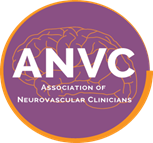 ANVC
Association of
Neurovascular Clinicians